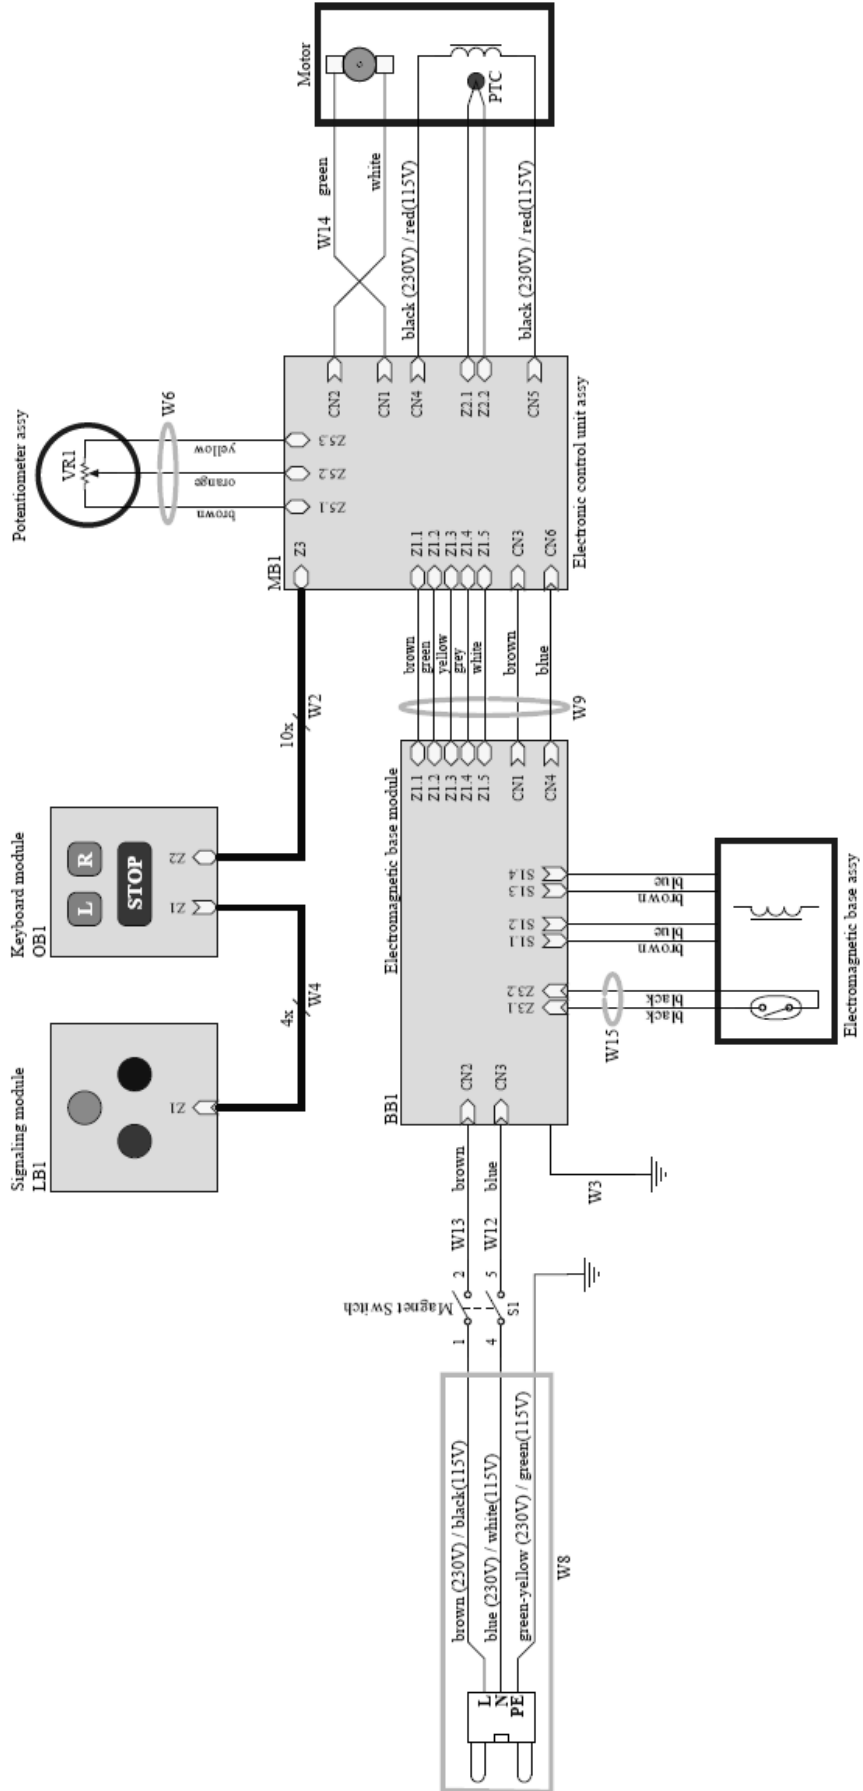 Signaling module
LB1
Z1
4x
W4
Keyboard module
OB1
L
R
STOP
Z1
Z2
10x
W2
Potentiometer assy
VR1
W6
brown
orange
yellow
Z5.1
Z5.2
Z5.3
MB1
Z3
Z1.1
Z1.2
Z1.3
Z1.4
Z1.5
CN3
CN6
CN2
CN1
CN4
Z2.1
Z2.2
CN5
Electronic control unit assy
Motor
PTC
W14
green
white
black (230V) / red(115V)
black (230V) / red(115V)
brown
green
yellow
grey
white
brown
blue
W9
BB1
Electromagnetic base module
CN2
CN3
Z1.1
Z1.2
Z1.3
Z1.4
Z1.5
CN1
CN4
Z3.1
Z3.2
S1.1
S1.2
S1.3
S1.4
black
black
brown
blue
brown
blue
W15
Electromagnetic base assy
W3
W13
brown
W12
blue
Magnet Switch
1
2
4
5
S1
brown (230V) / black(115V)
blue (230V) / white(115V)
green-yellow (230V) / green(115V)
L
N
PE
W8